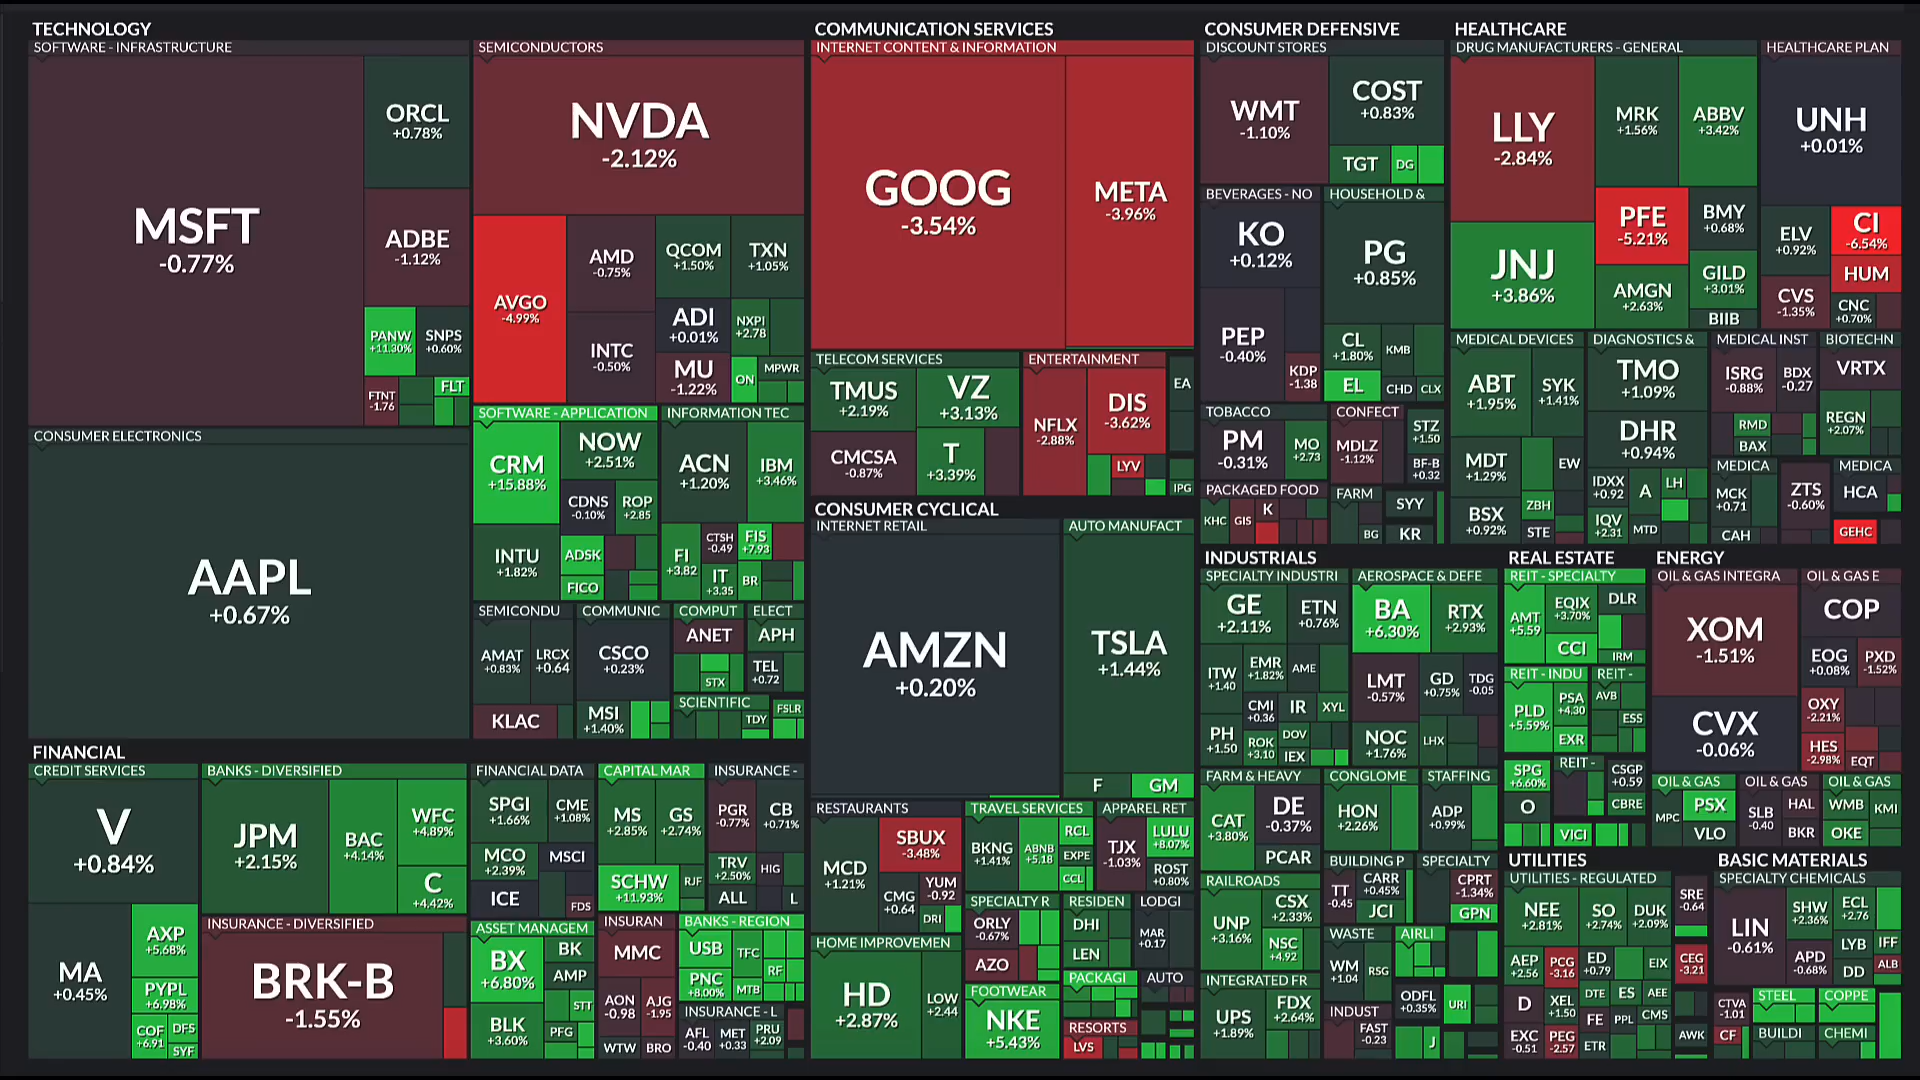 TECHNOLOGY
SOFTWARE - INFRASTRUCTURE
MSFT
-0.77%
ORCL
+0.78%
ADBE
-1.12%
PANW
+11.30%
SNPS
+0.60%
FTNT
-1.76
FLT
CONSUMER ELECTRONICS
AAPL
+0.67%
SEMICONDUCTORS
NVDA
-2.12%
AVGO
-4.99%
AMD
-0.75%
QCOM
+1.50%
TXN
+1.05%
INTC
-0.50%
ADI
+0.01%
NXPI
+2.78
MU
-1.22%
ON
MPWR
SOFTWARE - APPLICATION
CRM
+15.88%
NOW
+2.51%
CDNS
-0.10%
ROP
+2.85
INTU
+1.82%
ADSK
FICO
INFORMATION TEC
ACN
+1.20%
IBM
+3.46%
FI
+3.82
CTSH
-0.49
FIS
+7.93
IT
+3.35
BR
SEMICONDU
AMAT
+0.83%
LRCX
+0.64
KLAC
COMMUNIC
CSCO
+0.23%
MSI
+1.40%
COMPUT
ANET
STX
ELECT
APH
TEL
+0.72
SCIENTIFIC
TDY
FSLR
FINANCIAL
CREDIT SERVICES
V
+0.84%
MA
+0.45%
AXP
+5.68%
PYPL
+6.98%
COF
+6.91
DFS
SYF
BANKS - DIVERSIFIED
JPM
+2.15%
BAC
+4.14%
WFC
+4.89%
C
+4.42%
INSURANCE - DIVERSIFIED
BRK-B
-1.55%
FINANCIAL DATA
SPGI
+1.66%
CME
+1.08%
MCO
+2.39%
MSCI
ICE
FDS
CAPITAL MAR
MS
+2.85%
GS
+2.74%
SCHW
+11.93%
RJF
INSURANCE -
PGR
-0.77%
CB
+0.71%
TRV
+2.50%
HIG
ALL
L
ASSET MANAGEM
BX
+6.80%
BK
AMP
STT
BLK
+3.60%
PFG
INSURAN
MMC
AON
-0.98
AJG
-1.95
WTW
BRO
BANKS - REGION
USB
TFC
PNC
+8.00%
RF
MTB
INSURANCE - L
AFL
-0.40
MET
+0.33
PRU
+2.09
COMMUNICATION SERVICES
INTERNET CONTENT & INFORMATION
GOOG
-3.54%
META
-3.96%
TELECOM SERVICES
TMUS
+2.19%
VZ
+3.13%
CMCSA
-0.87%
T
+3.39%
ENTERTAINMENT
NFLX
-2.88%
DIS
-3.62%
LYV
EA
IPG
CONSUMER CYCLICAL
INTERNET RETAIL
AMZN
+0.20%
AUTO MANUFACT
TSLA
+1.44%
F
GM
RESTAURANTS
MCD
+1.21%
SBUX
-3.48%
CMG
+0.64
YUM
-0.92
DRI
TRAVEL SERVICES
BKNG
+1.41%
ABNB
+5.18
RCL
EXPE
CCL
APPAREL RET
TJX
-1.03%
LULU
+8.07%
ROST
+0.80%
HOME IMPROVEMEN
HD
+2.87%
LOW
+2.44
SPECIALTY R
ORLY
-0.67%
AZO
RESIDEN
DHI
LEN
LODGI
MAR
+0.17
FOOTWEAR
NKE
+5.43%
PACKAGI
AUTO
RESORTS
LVS
CONSUMER DEFENSIVE
DISCOUNT STORES
WMT
-1.10%
COST
+0.83%
TGT
DG
BEVERAGES - NO
KO
+0.12%
PEP
-0.40%
KDP
-1.38
HOUSEHOLD &
PG
+0.85%
CL
+1.80%
KMB
EL
CHD
CLX
TOBACCO
PM
-0.31%
MO
+2.73
CONFECT
MDLZ
-1.12%
STZ
+1.50
BF-B
+0.32
PACKAGED FOOD
KHC
GIS
K
FARM
BG
SYY
KR
HEALTHCARE
DRUG MANUFACTURERS - GENERAL
LLY
-2.84%
MRK
+1.56%
ABBV
+3.42%
JNJ
+3.86%
PFE
-5.21%
BMY
+0.68%
AMGN
+2.63%
GILD
+3.01%
BIIB
HEALTHCARE PLAN
UNH
+0.01%
ELV
+0.92%
CI
-6.54%
HUM
CVS
-1.35%
CNC
+0.70%
MEDICAL DEVICES
ABT
+1.95%
SYK
+1.41%
MDT
+1.29%
EW
BSX
+0.92%
ZBH
STE
DIAGNOSTICS &
TMO
+1.09%
DHR
+0.94%
IDXX
+0.92
A
LH
IQV
+2.31
MTD
MEDICAL INST
ISRG
-0.88%
BDX
-0.27
RMD
BAX
BIOTECHN
VRTX
REGN
+2.07%
MEDICA
MCK
+0.71
CAH
ZTS
-0.60%
MEDICA
HCA
GEHC
INDUSTRIALS
SPECIALTY INDUSTRI
GE
+2.11%
ETN
+0.76%
ITW
+1.40
EMR
+1.82%
AME
CMI
+0.36
IR
XYL
PH
+1.50
ROK
+3.10
DOV
IEX
AEROSPACE & DEFE
BA
+6.30%
RTX
+2.93%
LMT
-0.57%
GD
+0.75%
TDG
-0.05
NOC
+1.76%
LHX
FARM & HEAVY
CAT
+3.80%
DE
-0.37%
PCAR
CONGLOME
HON
+2.26%
STAFFING
ADP
+0.99%
RAILROADS
UNP
+3.16%
CSX
+2.33%
NSC
+4.92
BUILDING P
TT
-0.45
CARR
+0.45%
JCI
SPECIALTY
CPRT
-1.34%
GPN
WASTE
WM
+1.04
RSG
AIRLI
INTEGRATED FR
UPS
+1.89%
FDX
+2.64%
INDUST
FAST
-0.23
ODFL
+0.35%
URI
J
REAL ESTATE
REIT - SPECIALTY
AMT
+5.59
EQIX
+3.70%
DLR
CCI
IRM
REIT - INDU
PLD
+5.59%
PSA
+4.30
EXR
REIT -
AVB
ESS
SPG
+6.60%
O
REIT -
CSGP
+0.59
CBRE
VICI
ENERGY
OIL & GAS INTEGRA
XOM
-1.51%
CVX
-0.06%
OIL & GAS E
COP
EOG
+0.08%
PXD
-1.52%
OXY
-2.21%
HES
-2.98%
EQT
OIL & GAS
MPC
PSX
VLO
OIL & GAS
SLB
-0.40
HAL
BKR
OIL & GAS
WMB
KMI
OKE
UTILITIES
UTILITIES - REGULATED
NEE
+2.81%
SO
+2.74%
DUK
+2.09%
AEP
+2.56
PCG
-3.16
ED
+0.79
EIX
D
XEL
+1.50
DTE
ES
AEE
FE
PPL
CMS
EXC
-0.51
PEG
-2.57
ETR
SRE
-0.64
CEG
-3.21
AWK
BASIC MATERIALS
SPECIALTY CHEMICALS
LIN
-0.61%
SHW
+2.36%
ECL
+2.76
APD
-0.68%
LYB
IFF
DD
ALB
CTVA
-1.01
CF
STEEL
COPPE
BUILDI
CHEMI